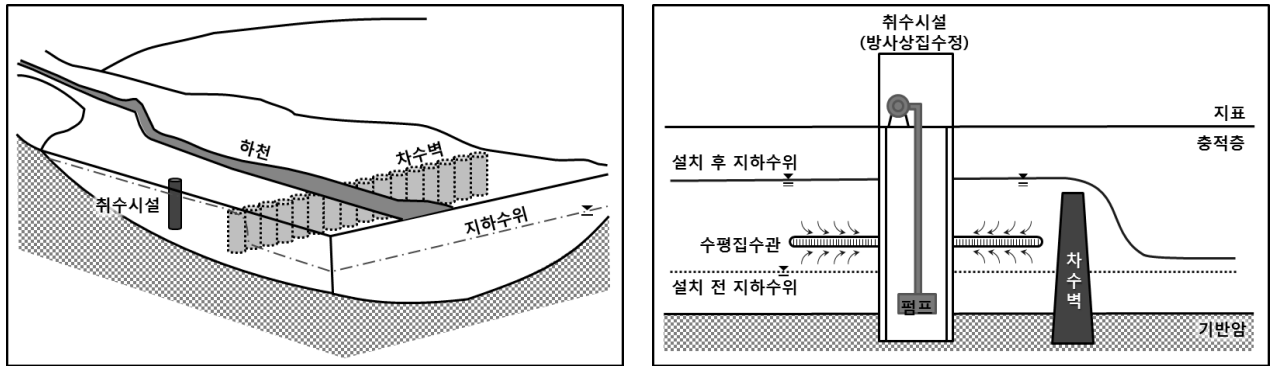 하천
차수벽
취수시설
지하수위
취수시설
(방사상집수정)
지표
충적층
설치 후 지하수위
수평집수관
설치 전 지하수위
펌프
차수벽
기반암